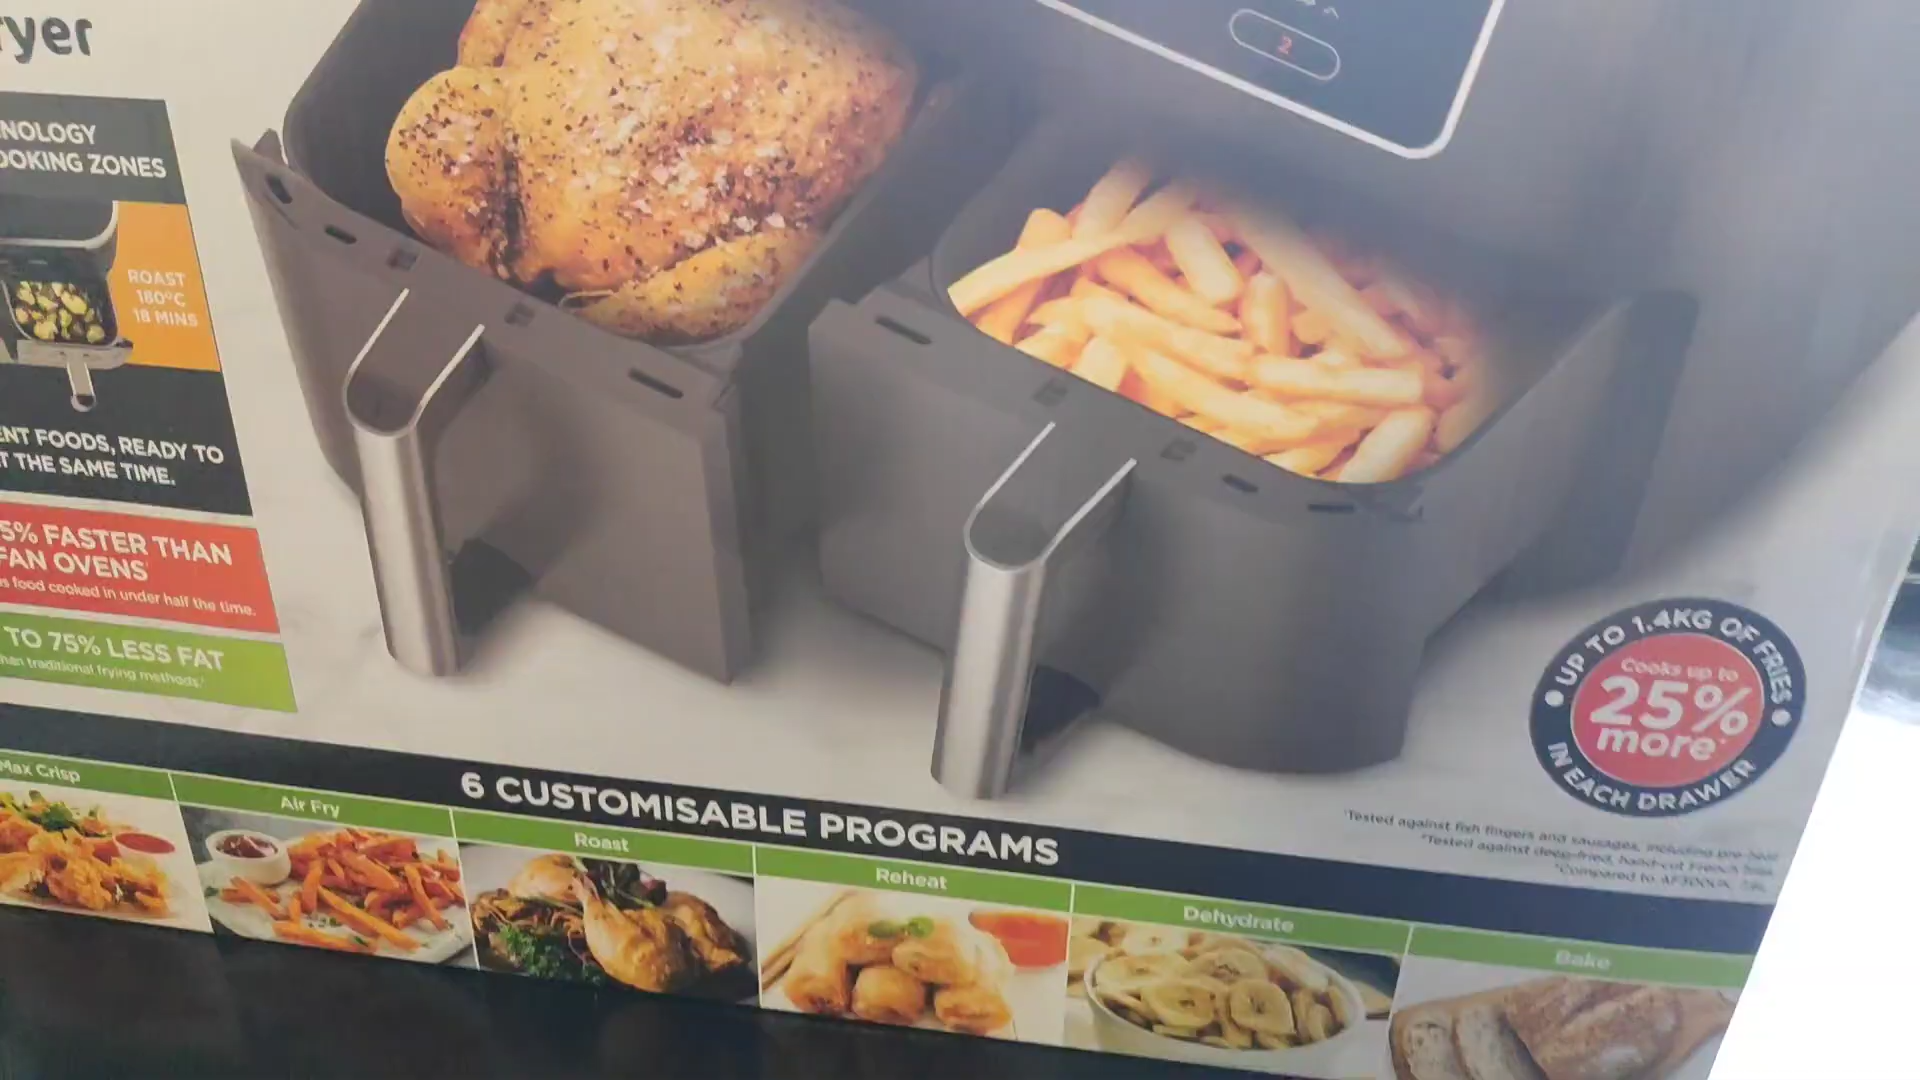 ryer
NOLOGY
OOKING ZONES
ROAST
180°C
18 MINS
ENT FOODS, READY TO
T THE SAME TIME.
5% FASTER THAN
FAN OVENS
food cooked in under half the time.
TO 75% LESS FAT
than traditional frying methods.
UP TO 1.4KG OF FRIES
Cooks up to
25%
more*
IN EACH DRAWER
Tested against fish fingers and sausages, including pre-heat
Tested against deep-fried, hand-cut French fries
Compared to AF300UK, 7.6L
6 CUSTOMISABLE PROGRAMS
Max Crisp
Air Fry
Roast
Reheat
Dehydrate
Bake
2